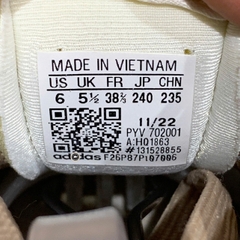 MADE IN VIETNAM
US UK FR JP CHN
6 5½ 38⅔ 240 235
11/22
PYV 702001
A:HQ1863
#131528855
adidas F26P87P107006